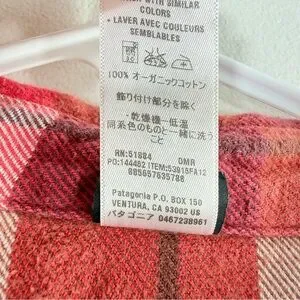 WITH SIMILAR
COLORS
• LAVER AVEC COULEURS
SEMBLABLES
100% オーガニックコットン
飾り付け部分を除く
・乾燥機-低温
同系色のものと一緒に洗う
こと
RN:51884 DMR
PO:144482 ITEM:53915FA12
885657635788
Patagonia P.O. BOX 150
VENTURA, CA 93002 US
パタゴニア 0467238961